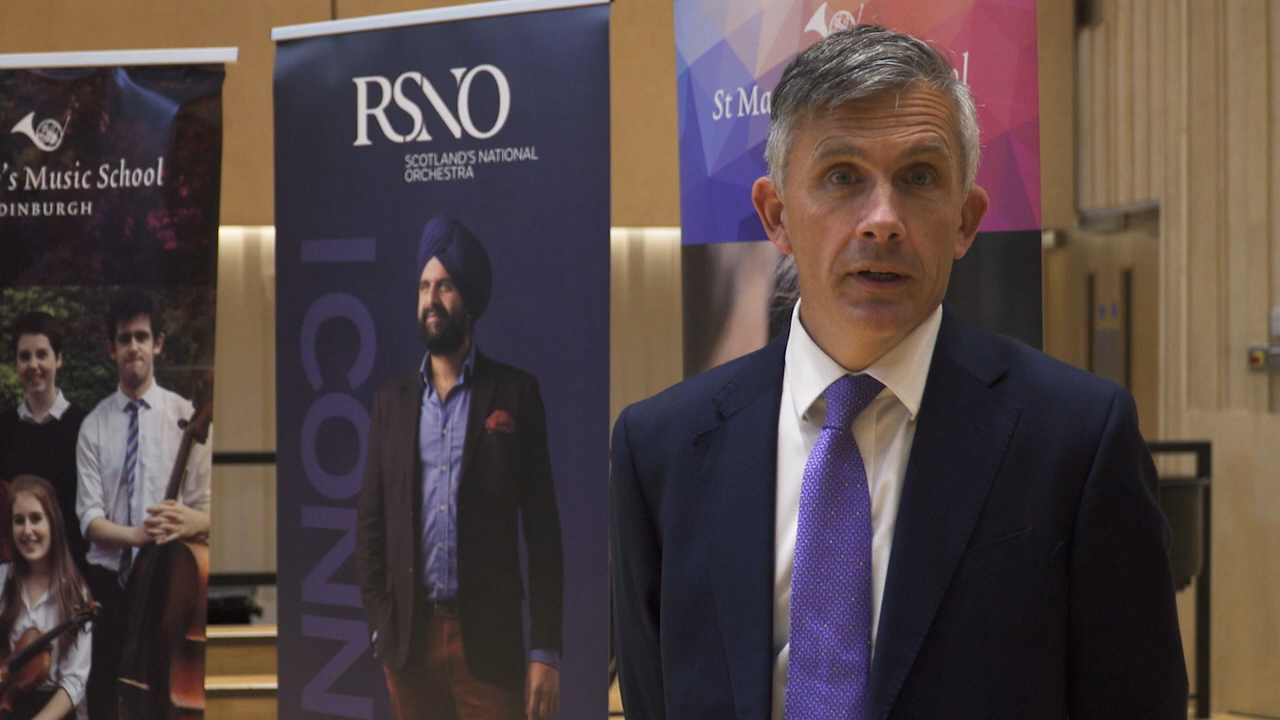 ’s Music School
DINBURGH
RSNO
SCOTLAND'S NATIONAL
ORCHESTRA
ICONN
St Ma